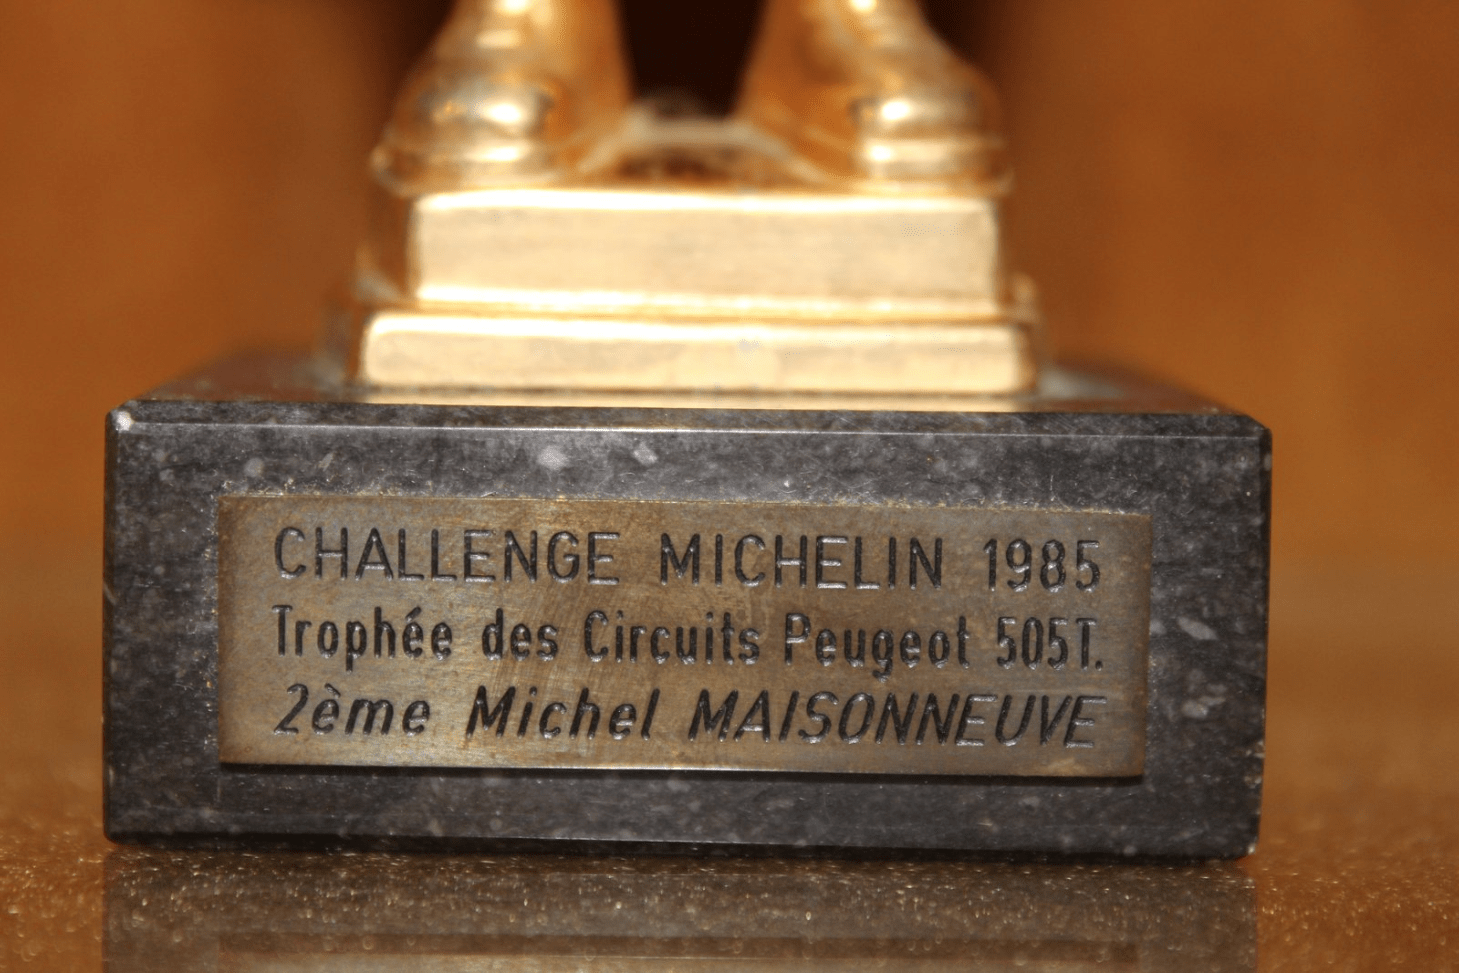 CHALLENGE MICHELIN 1985
Trophée des Circuits Peugeot 505T.
2ème Michel MAISONNEUVE